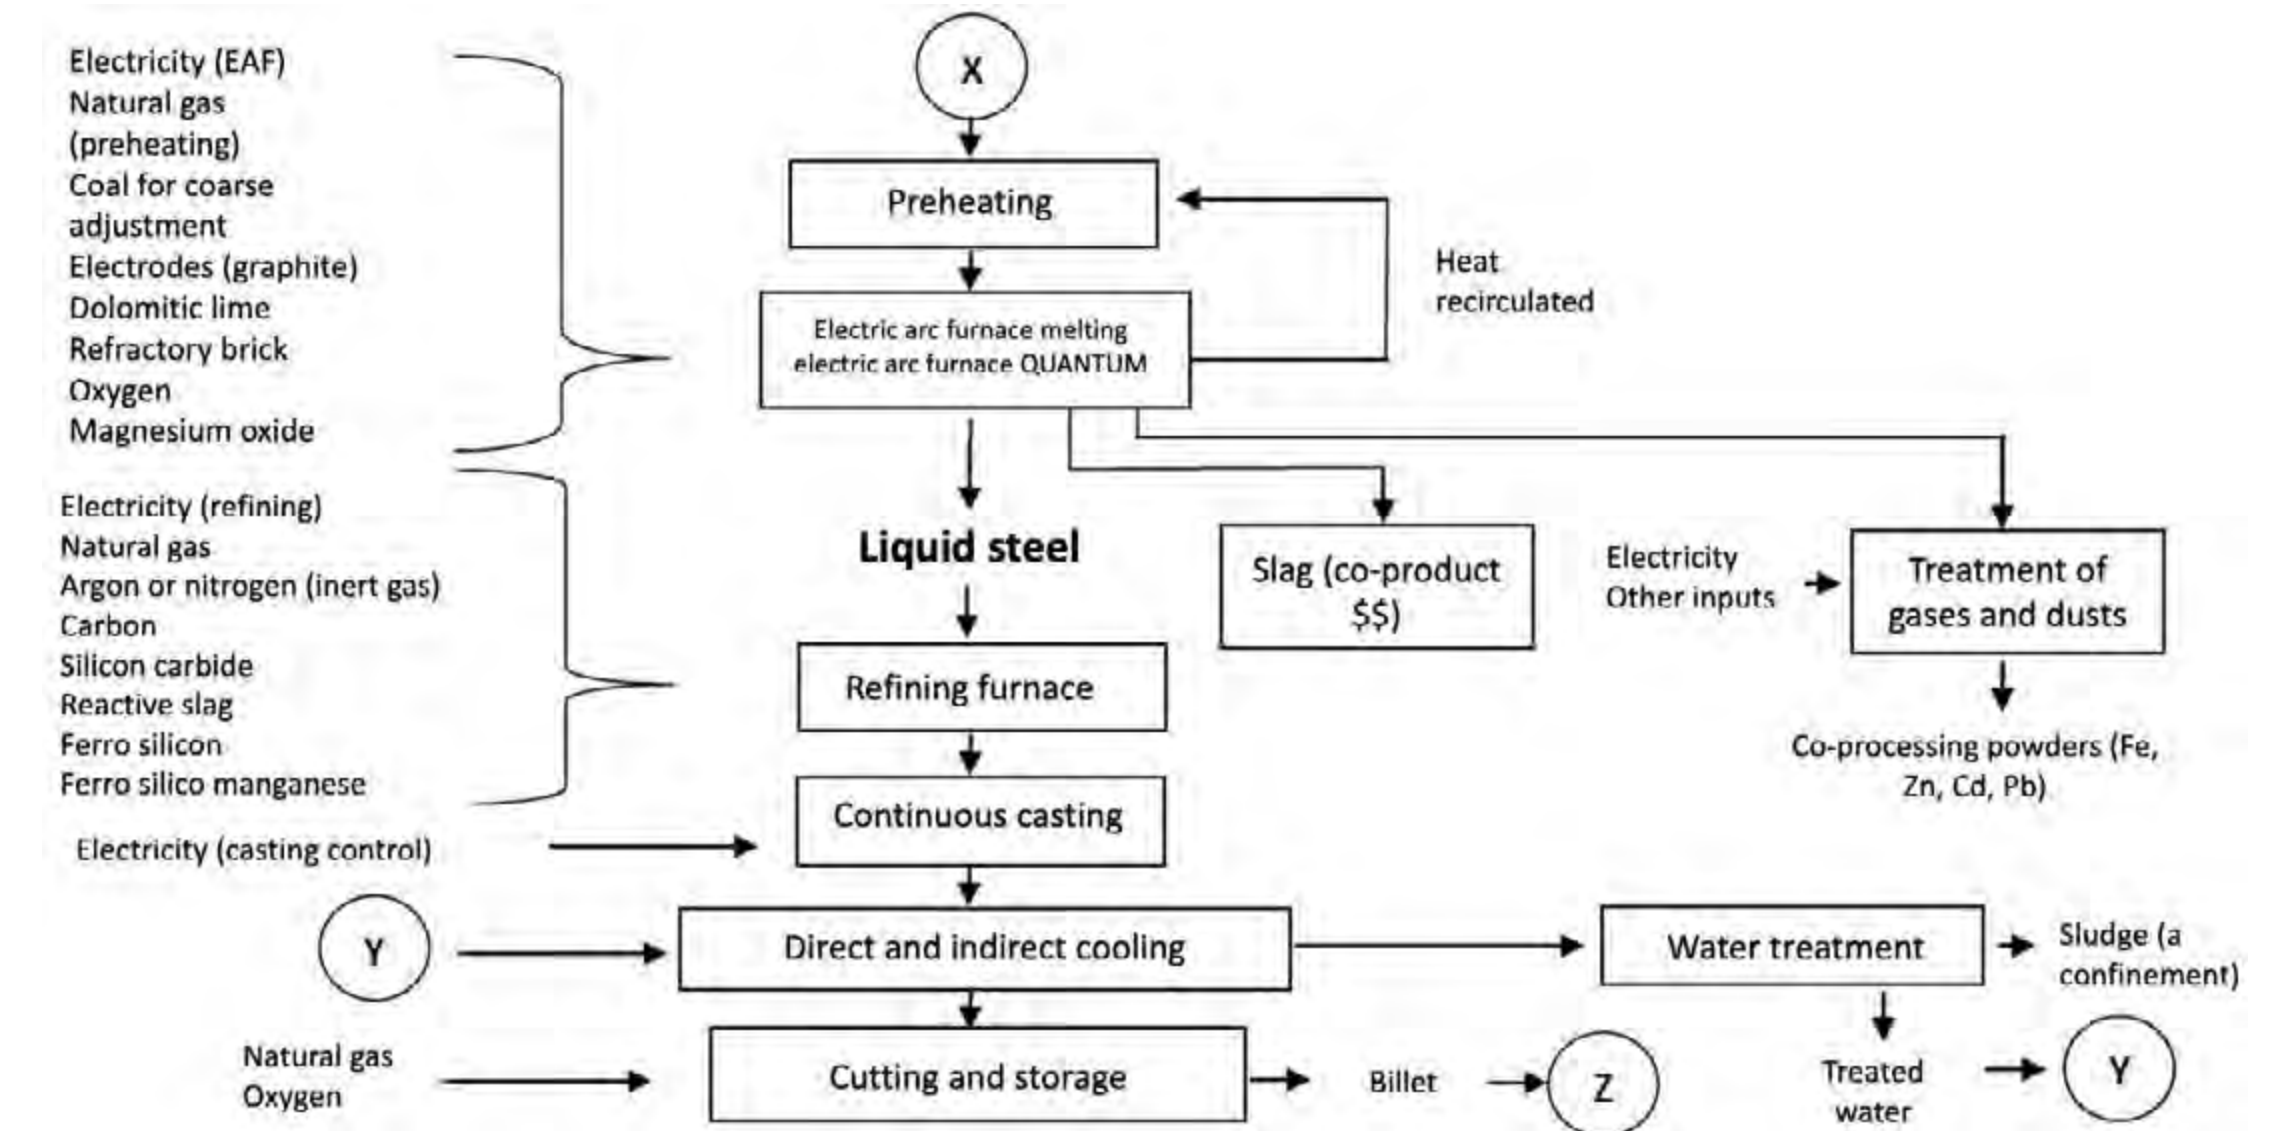 Electricity (EAF)
Natural gas
(preheating)
Coal for coarse
adjustment
Electrodes (graphite)
Dolomitic lime
Refractory brick
Oxygen
Magnesium oxide
X
Preheating
Heat
recirculated
Electric arc furnace melting
electric arc furnace QUANTUM
Liquid steel
Slag (co-product
$$)
Electricity
Other inputs
Treatment of
gases and dusts
Co-processing powders (Fe,
Zn, Cd, Pb)
Electricity (refining)
Natural gas
Argon or nitrogen (inert gas)
Carbon
Silicon carbide
Reactive slag
Ferro silicon
Ferro silico manganese
Refining furnace
Continuous casting
Electricity (casting control)
Y
Direct and indirect cooling
Water treatment
Sludge (a
confinement)
Natural gas
Oxygen
Cutting and storage
Billet
Z
Treated
water
Y